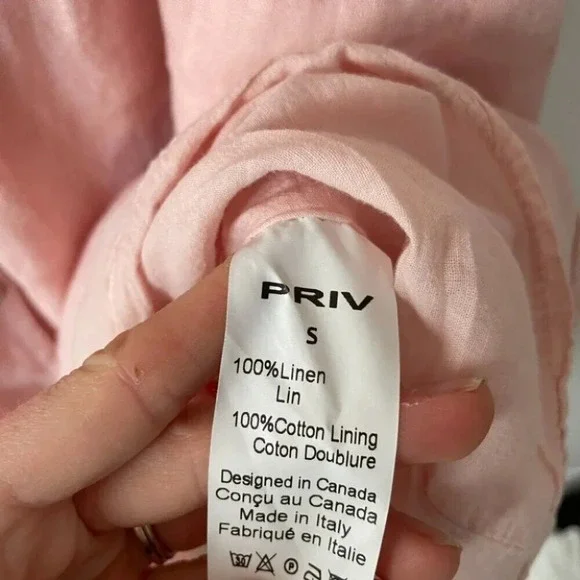 PRIV
S
100%Linen
Lin
100%Cotton Lining
Coton Doublure
Designed in Canada
Conçu au Canada
Made in Italy
Fabriqué en Italie